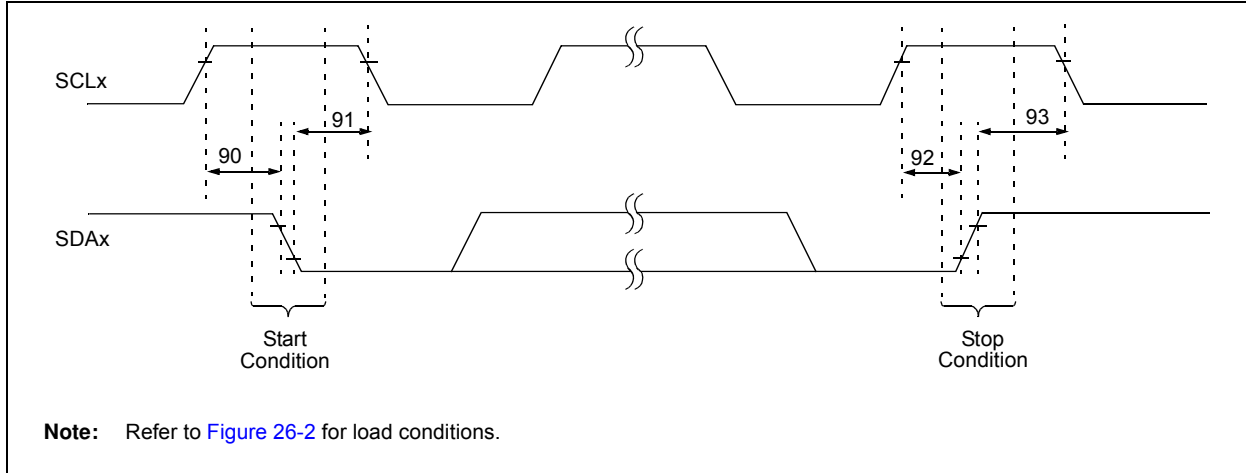 SCLx
91
93
90
92
SDAx
Start
Condition
Stop
Condition
Note: Refer to Figure 26-2 for load conditions.